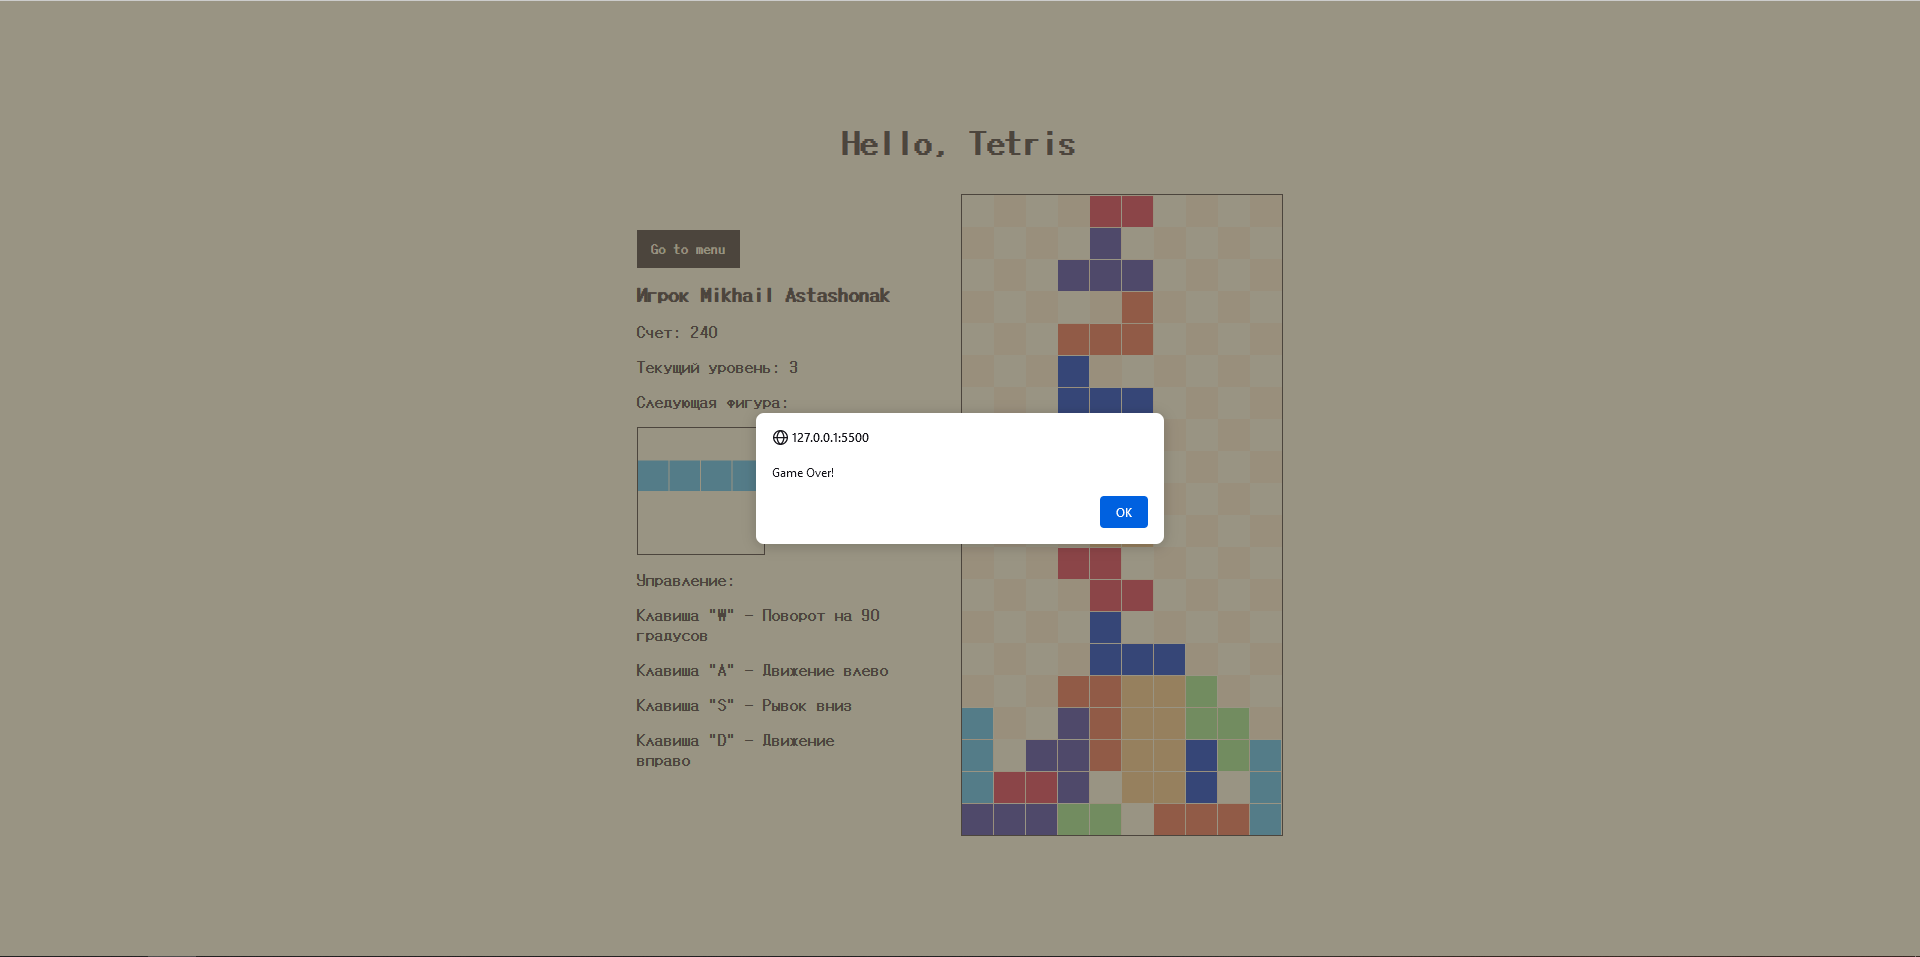 Hello, Tetris
Go to menu
Игрок Mikhail Astashonak
Счет: 240
Текущий уровень: 3
Следующая фигура:
127.0.0.1:5500
Game Over!
OK
Управление:
Клавиша "W" - Поворот на 90
градусов
Клавиша "A" - Движение влево
Клавиша "S" - Рывок вниз
Клавиша "D" - Движение
вправо